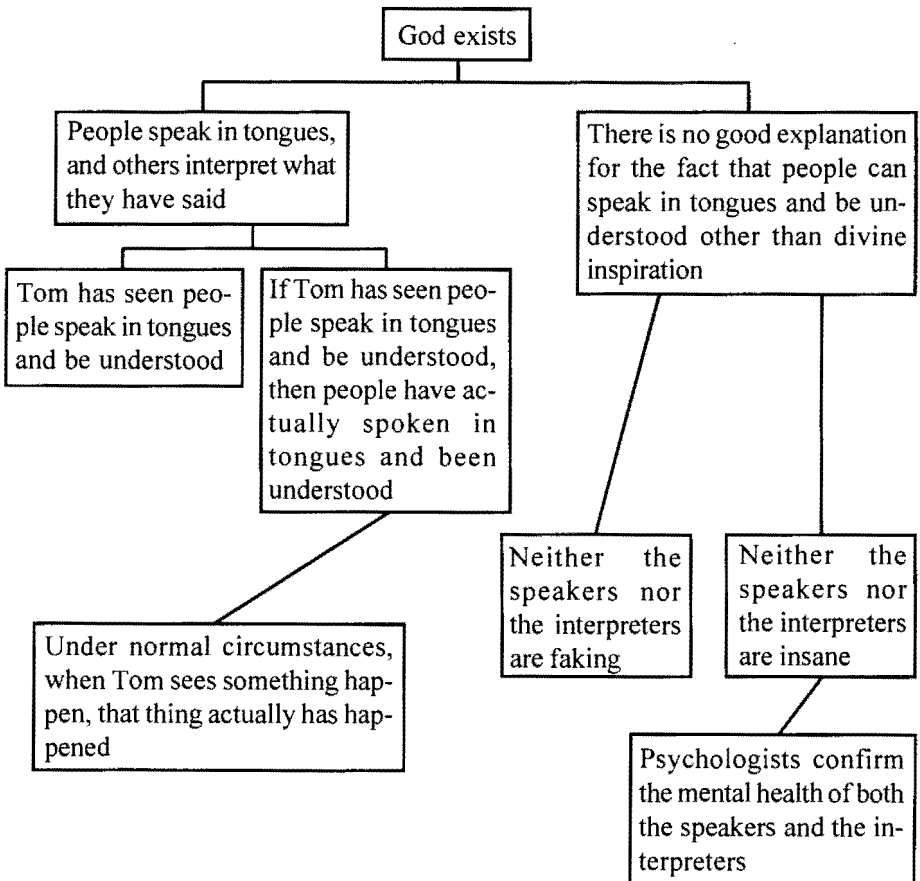 God exists
People speak in tongues,
and others interpret what
they have said
There is no good explanation
for the fact that people can
speak in tongues and be un-
derstood other than divine
inspiration
Tom has seen peo-
ple speak in tongues
and be understood
If Tom has seen peo-
ple speak in tongues
and be understood,
then people have ac-
tually spoken in
tongues and been
understood
Neither the
speakers nor
the interpreters
are faking
Neither the
speakers nor
the interpreters
are insane
Under normal circumstances,
when Tom sees something hap-
pen, that thing actually has hap-
pened
Psychologists confirm
the mental health of both
the speakers and the in-
terpreters